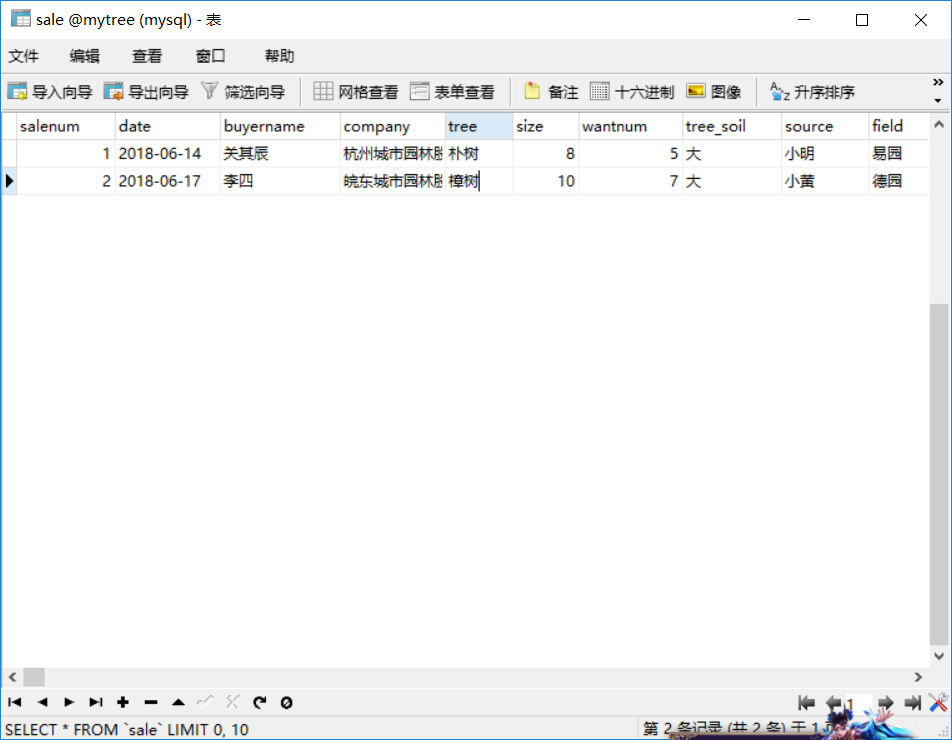 sale @mytree (mysql) - 表
文件 编辑 查看 窗口 帮助
导入向导 导出向导 筛选向导 网格查看 表单查看 备注 十六进制 图像 升序排序
salenum date buyername company tree size wantnum tree_soil source field
1 2018-06-14 关其辰 杭州城市园林股 朴树 8 5 大 小明 易园
2 2018-06-17 李四 皖东城市园林股 樟树 10 7 大 小黄 德园
1
SELECT * FROM `sale` LIMIT 0, 10 第 2 条记录 (共 2 条) 于 1 页